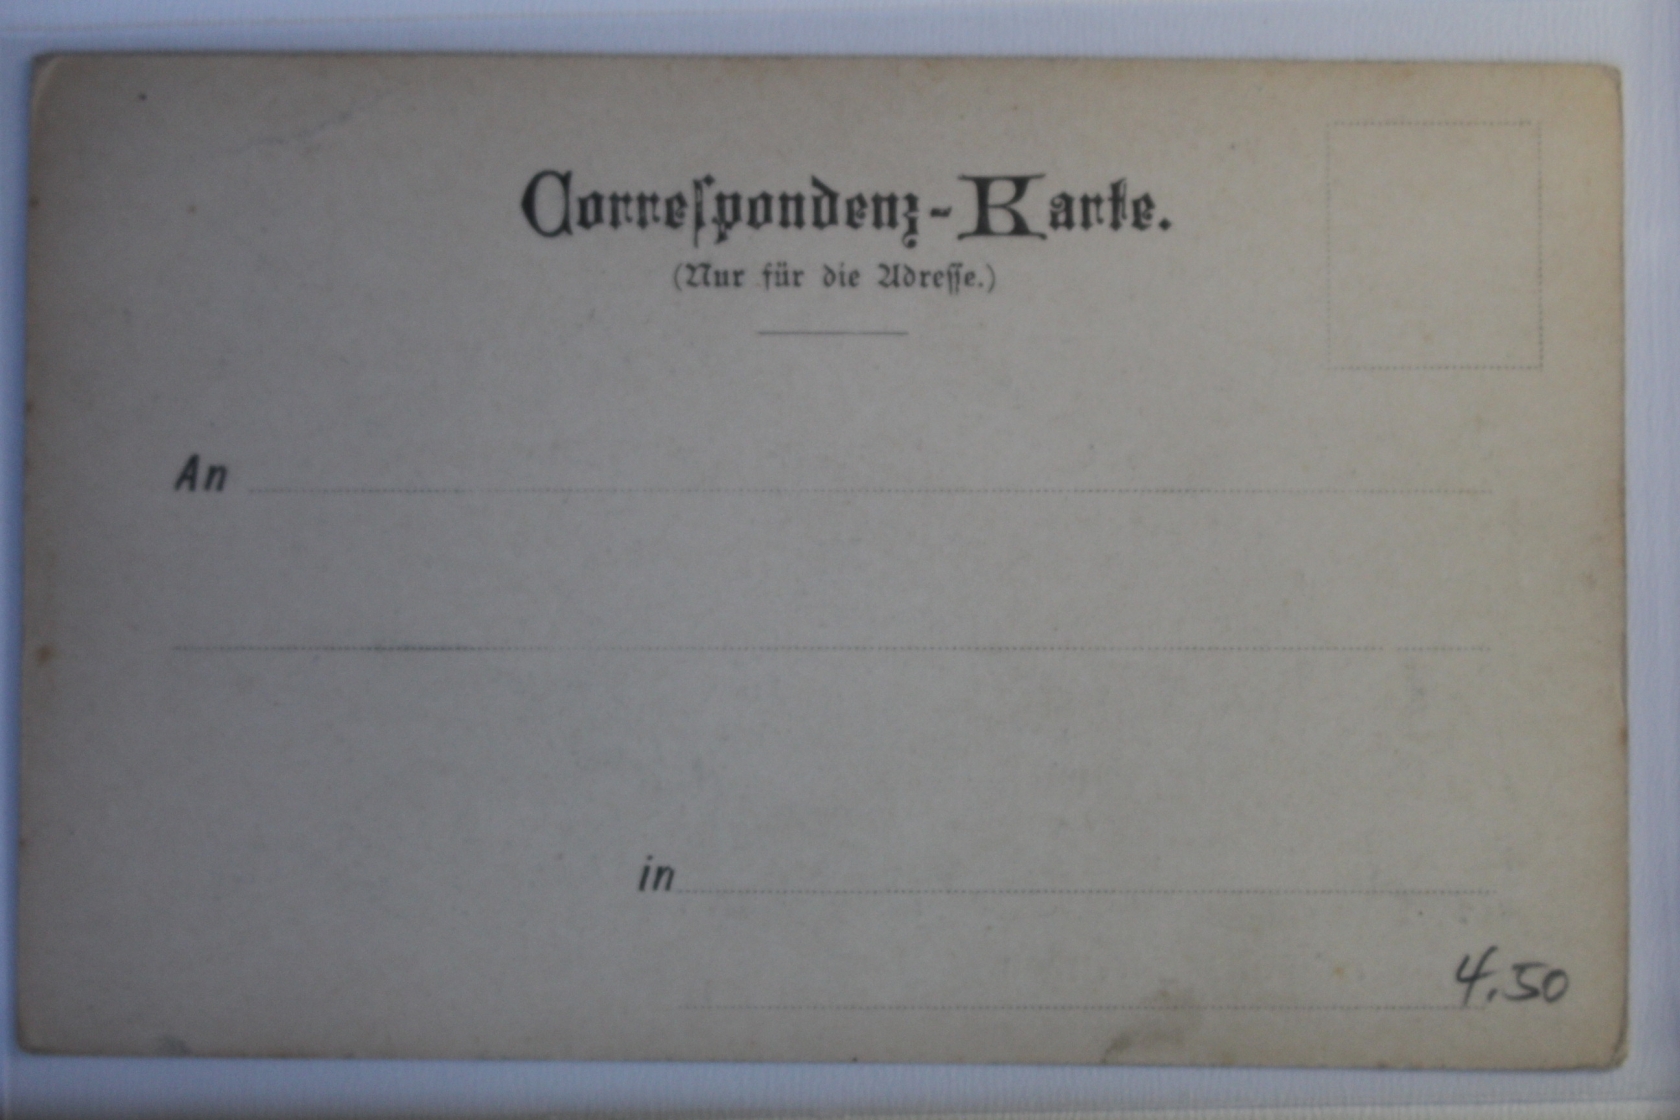 Correſpondenz-Karte.
(Nur für die Adreſſe.)
An
in
4.50